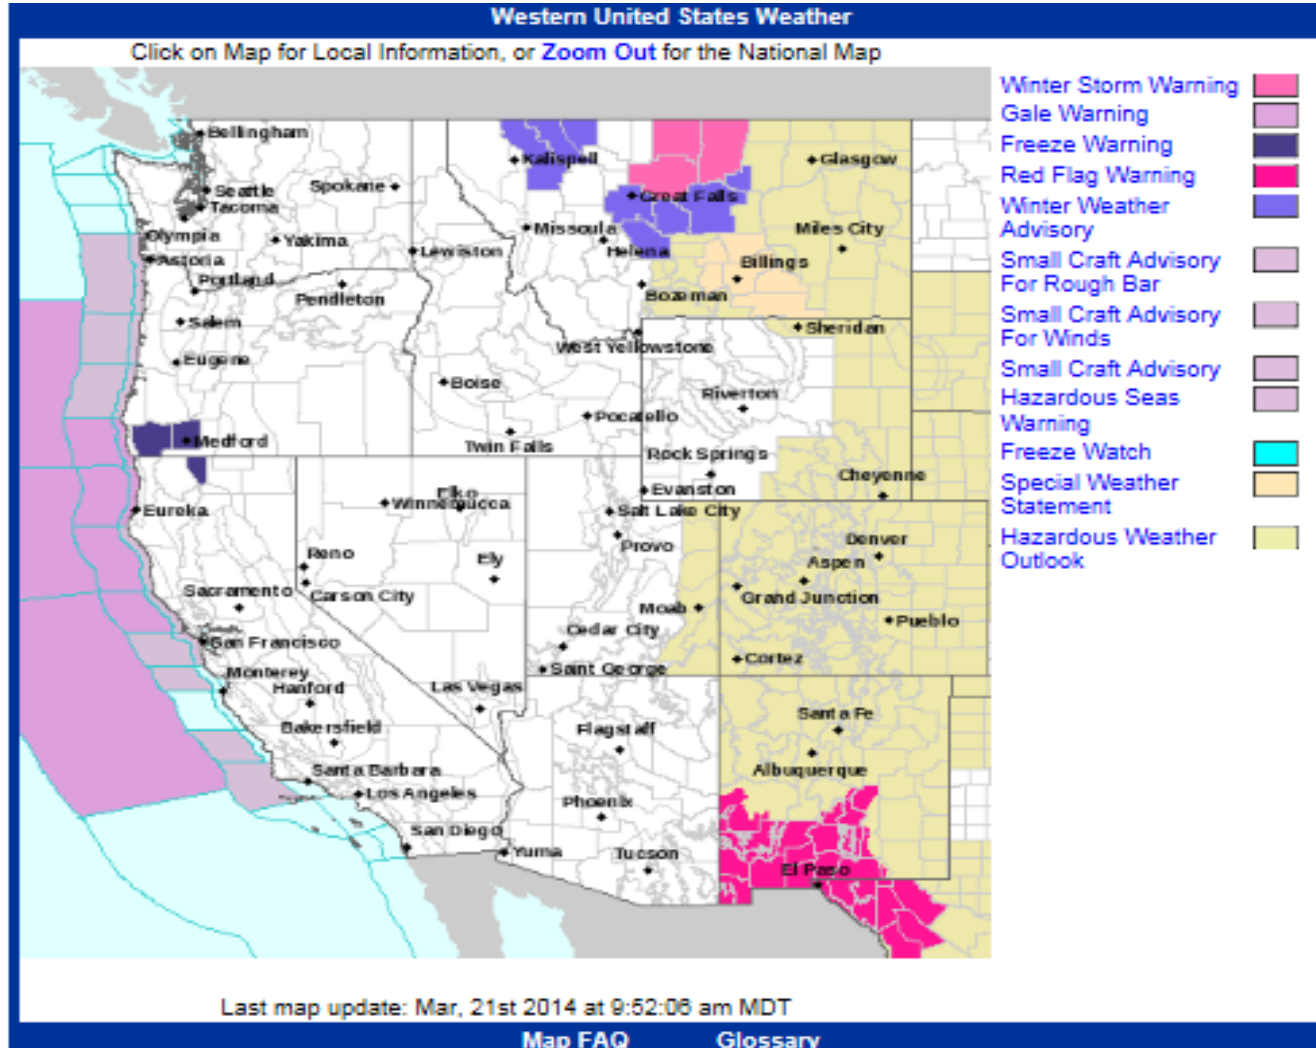 Western United States Weather
Click on Map for Local Information, or Zoom Out for the National Map
Winter Storm Warning
Gale Warning
Freeze Warning
Red Flag Warning
Winter Weather
Advisory
Small Craft Advisory
For Rough Bar
Small Craft Advisory
For Winds
Small Craft Advisory
Hazardous Seas
Warning
Freeze Watch
Special Weather
Statement
Hazardous Weather
Outlook
Bellingham
Kalispell
Glasgow
Seattle
Spokane
Great Falls
Tacoma
Olympia
Yakima
Missoula
Miles City
Astoria
Lewiston
Helena
Billings
Portland
Pendleton
Bozeman
Salem
Sheridan
West Yellowstone
Eugene
Boise
Riverton
Pocatello
Medford
Twin Falls
Rock Springs
Cheyenne
Evanston
Elko
Winnemucca
Eureka
Salt Lake City
Provo
Denver
Reno
Ely
Aspen
Sacramento
Carson City
Grand Junction
Moab
Pueblo
Cedar City
San Francisco
Cortez
Saint George
Monterey
Hanford
Las Vegas
Santa Fe
Bakersfield
Flagstaff
Albuquerque
Santa Barbara
Los Angeles
Phoenix
San Diego
Yuma
Tucson
El Paso
Last map update: Mar, 21st 2014 at 9:52:06 am MDT
Map FAQ Glossary